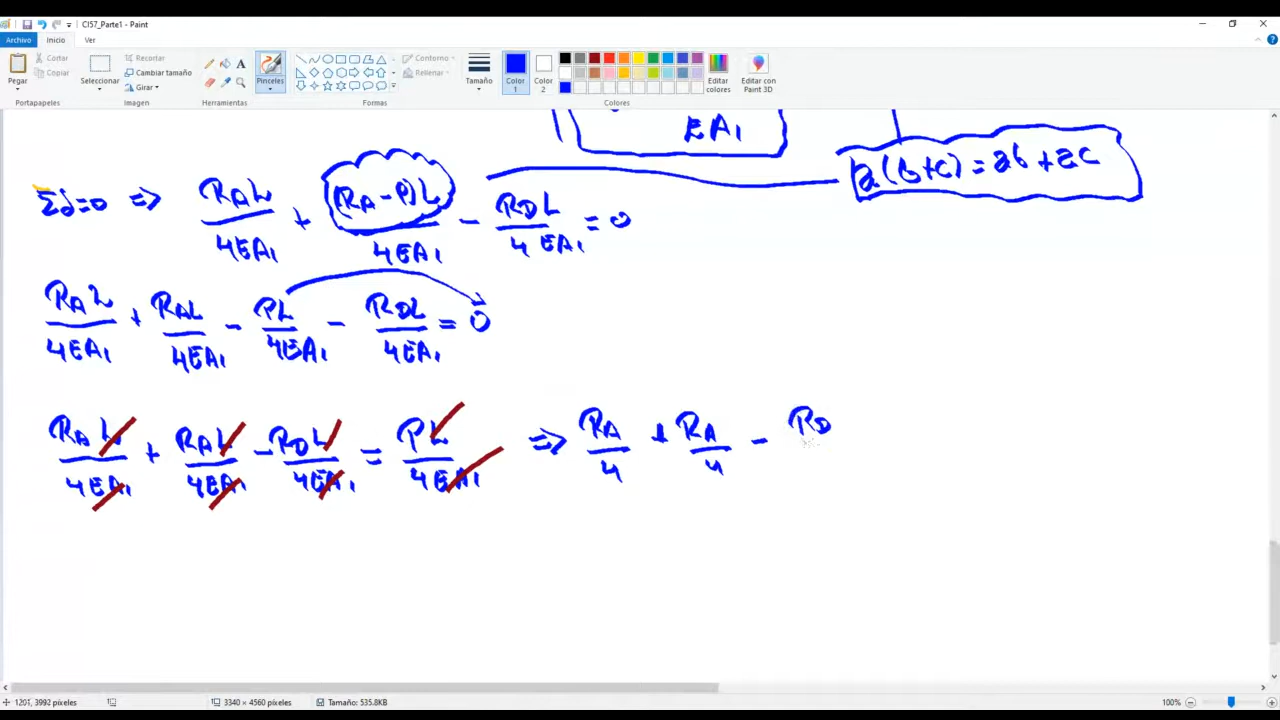 CI57_Parte1 - Paint
Archivo Inicio Ver
Pegar
Cortar
Copiar
Portapapeles
Seleccionar
Recortar
Cambiar tamaño
Girar
Imagen
Herramientas
Pinceles
Formas
Contorno
Rellenar
Tamaño
Color 1
Color 2
Colores
Editar colores
Editar con Paint 3D
EA₁
a(b+c) = ab + ac
Σδ=0 => RAL/4EA₁ + (RA-P)L/4EA₁ - RDL/4EA₁ = 0
RAL/4EA₁ + RAL/4EA₁ - PL/4EA₁ - RDL/4EA₁ = 0
RAL/4EA₁ + RAL/4EA₁ - RDL/4EA₁ = PL/4EA₁ => RA/4 + RA/4 - RD
1201, 3992 píxeles 3340 × 4560 píxeles Tamaño: 535.8KB 100%